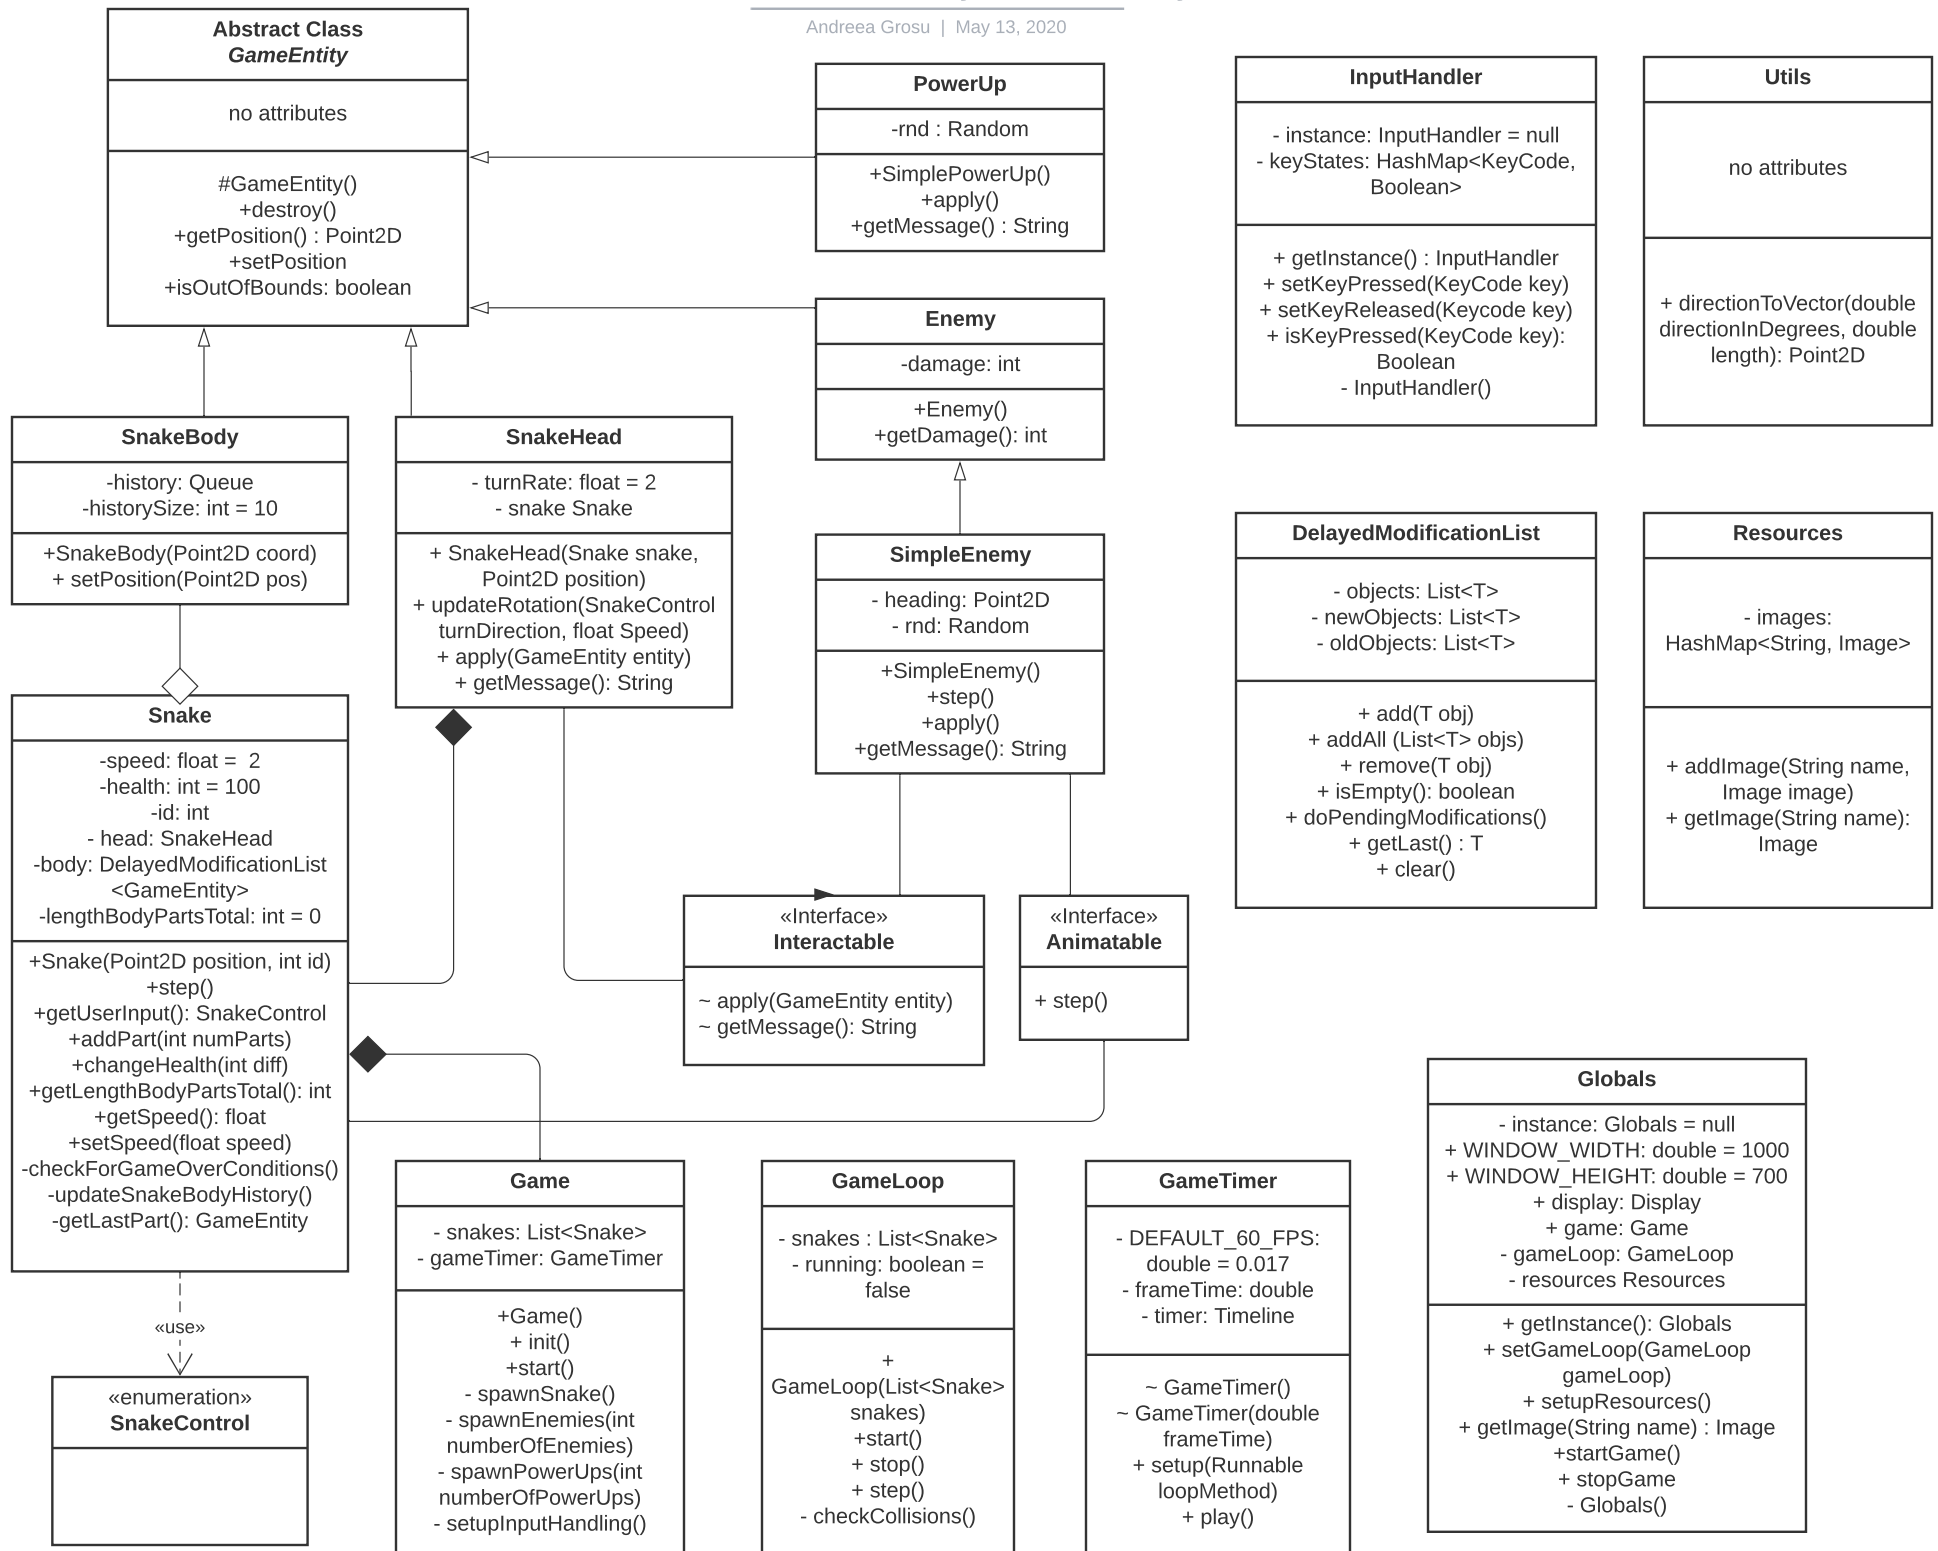 Andreea Grosu | May 13, 2020
Abstract Class
GameEntity
no attributes
#GameEntity()
+destroy()
+getPosition() : Point2D
+setPosition
+isOutOfBounds: boolean
PowerUp
-rnd : Random
+SimplePowerUp()
+apply()
+getMessage() : String
InputHandler
- instance: InputHandler = null
- keyStates: HashMap<KeyCode,
Boolean>
+ getInstance() : InputHandler
+ setKeyPressed(KeyCode key)
+ setKeyReleased(Keycode key)
+ isKeyPressed(KeyCode key):
Boolean
- InputHandler()
Utils
no attributes
+ directionToVector(double
directionInDegrees, double
length): Point2D
Enemy
-damage: int
+Enemy()
+getDamage(): int
SnakeBody
-history: Queue
-historySize: int = 10
+SnakeBody(Point2D coord)
+ setPosition(Point2D pos)
SnakeHead
- turnRate: float = 2
- snake Snake
+ SnakeHead(Snake snake,
Point2D position)
+ updateRotation(SnakeControl
turnDirection, float Speed)
+ apply(GameEntity entity)
+ getMessage(): String
SimpleEnemy
- heading: Point2D
- rnd: Random
+SimpleEnemy()
+step()
+apply()
+getMessage(): String
DelayedModificationList
- objects: List<T>
- newObjects: List<T>
- oldObjects: List<T>
+ add(T obj)
+ addAll (List<T> objs)
+ remove(T obj)
+ isEmpty(): boolean
+ doPendingModifications()
+ getLast() : T
+ clear()
Resources
- images:
HashMap<String, Image>
+ addImage(String name,
Image image)
+ getImage(String name):
Image
Snake
-speed: float =  2
-health: int = 100
-id: int
- head: SnakeHead
-body: DelayedModificationList
<GameEntity>
-lengthBodyPartsTotal: int = 0
+Snake(Point2D position, int id)
+step()
+getUserInput(): SnakeControl
+addPart(int numParts)
+changeHealth(int diff)
+getLengthBodyPartsTotal(): int
+getSpeed(): float
+setSpeed(float speed)
-checkForGameOverConditions()
-updateSnakeBodyHistory()
-getLastPart(): GameEntity
«Interface»
Interactable
~ apply(GameEntity entity)
~ getMessage(): String
«Interface»
Animatable
+ step()
«use»
«enumeration»
SnakeControl
Game
- snakes: List<Snake>
- gameTimer: GameTimer
+Game()
+ init()
+start()
- spawnSnake()
- spawnEnemies(int
numberOfEnemies)
- spawnPowerUps(int
numberOfPowerUps)
- setupInputHandling()
GameLoop
- snakes : List<Snake>
- running: boolean =
false
+
GameLoop(List<Snake>
snakes)
+start()
+ stop()
+ step()
- checkCollisions()
GameTimer
- DEFAULT_60_FPS:
double = 0.017
- frameTime: double
- timer: Timeline
~ GameTimer()
~ GameTimer(double
frameTime)
+ setup(Runnable
loopMethod)
+ play()
Globals
- instance: Globals = null
+ WINDOW_WIDTH: double = 1000
+ WINDOW_HEIGHT: double = 700
+ display: Display
+ game: Game
- gameLoop: GameLoop
- resources Resources
+ getInstance(): Globals
+ setGameLoop(GameLoop
gameLoop)
+ setupResources()
+ getImage(String name) : Image
+startGame()
+ stopGame
- Globals()